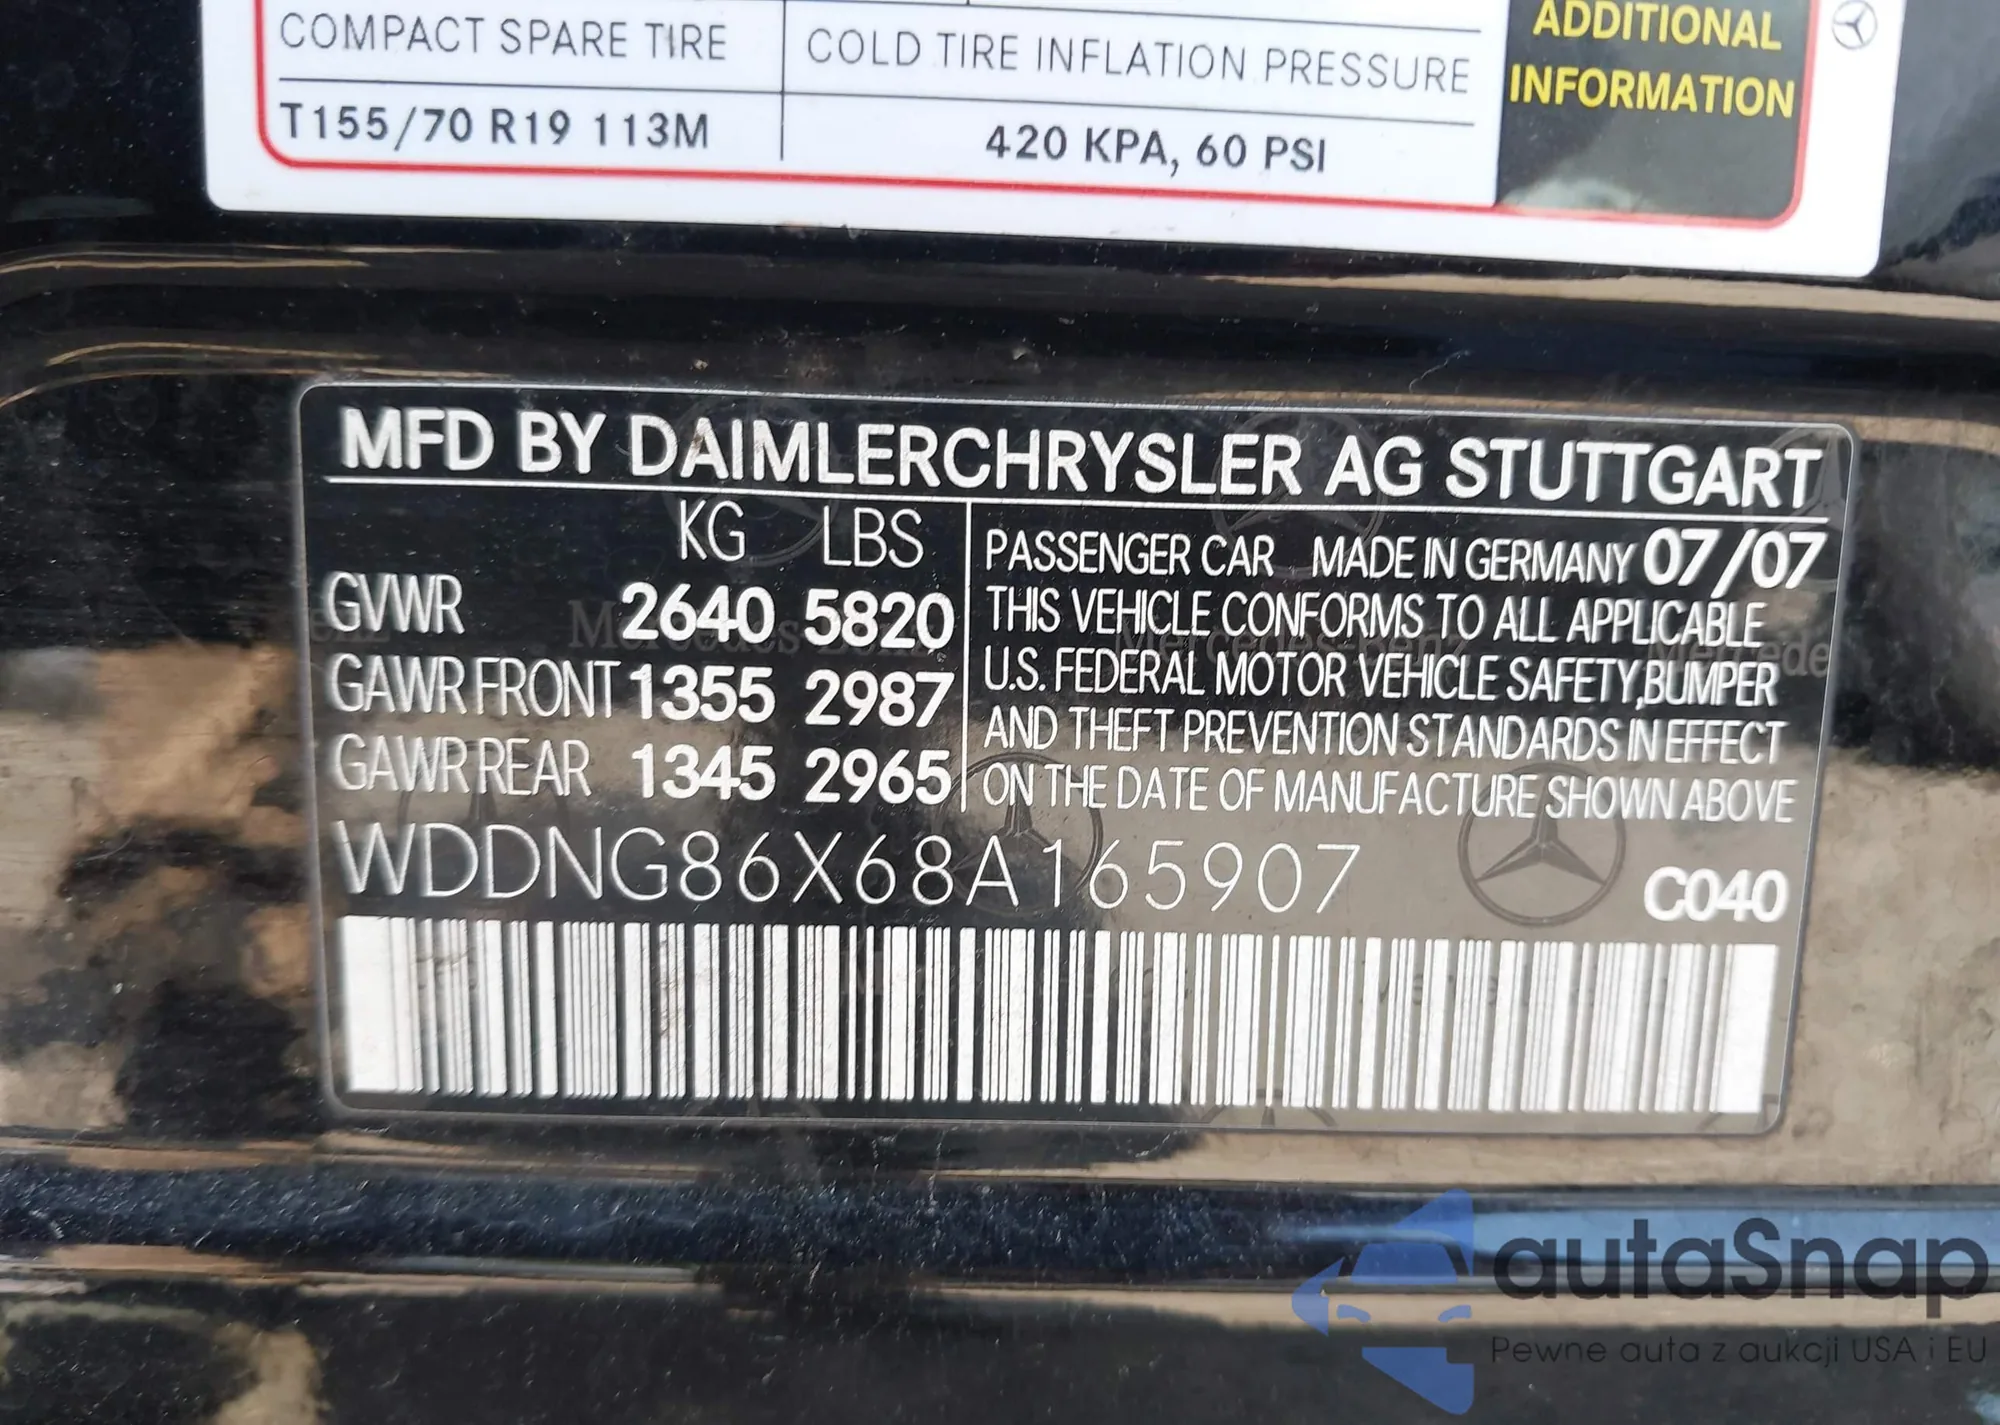 COMPACT SPARE TIRE COLD TIRE INFLATION PRESSURE
T155/70 R19 113M 420 KPA, 60 PSI
ADDITIONAL
INFORMATION
MFD BY DAIMLERCHRYSLER AG STUTTGART
KG LBS
GVWR 2640 5820
GAWR FRONT 1355 2987
GAWR REAR 1345 2965
PASSENGER CAR MADE IN GERMANY 07/07
THIS VEHICLE CONFORMS TO ALL APPLICABLE
U.S. FEDERAL MOTOR VEHICLE SAFETY, BUMPER
AND THEFT PREVENTION STANDARDS IN EFFECT
ON THE DATE OF MANUFACTURE SHOWN ABOVE
WDDNG86X68A165907
C040
autaSnap
Pewne auta z aukcji USA i EU